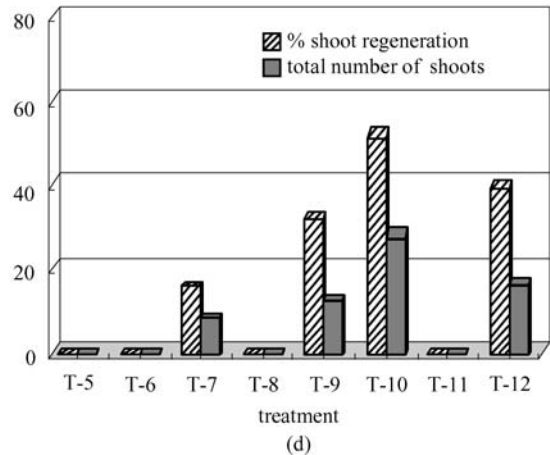 80
% shoot regeneration
total number of shoots
60
40
20
0
T-5 T-6 T-7 T-8 T-9 T-10 T-11 T-12
treatment
(d)